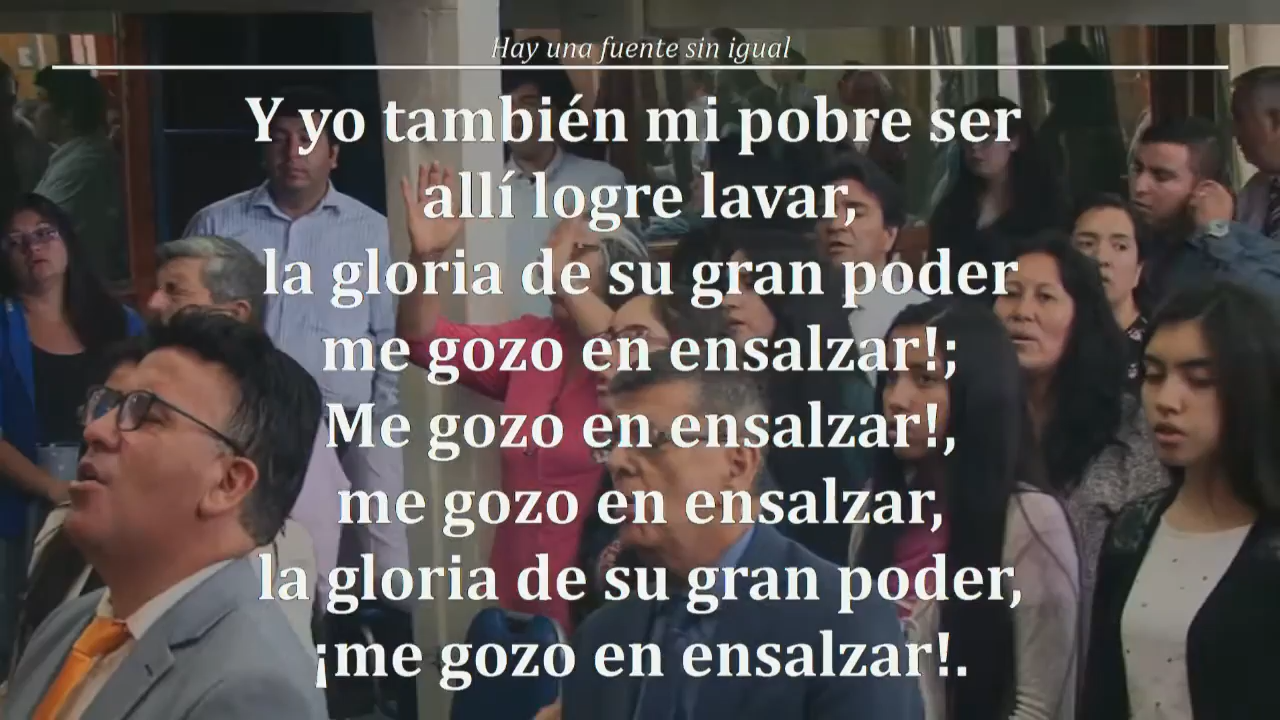 Hay una fuente sin igual
Y yo también mi pobre ser
allí logre lavar,
la gloria de su gran poder
me gozo en ensalzar!;
Me gozo en ensalzar!,
me gozo en ensalzar,
la gloria de su gran poder,
¡me gozo en ensalzar!.